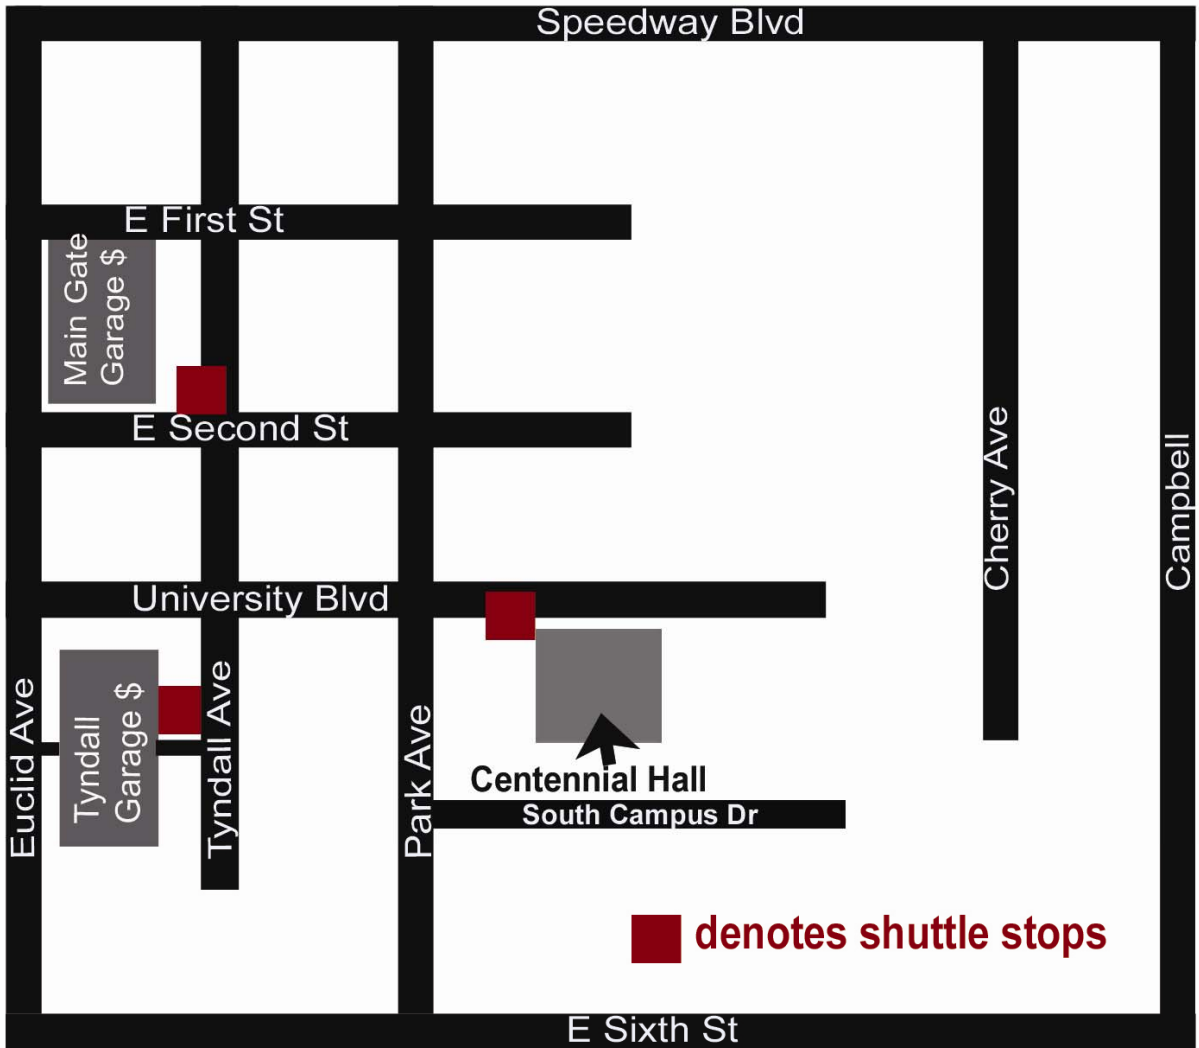 Speedway Blvd
E First St
Main Gate
Garage $
E Second St
Cherry Ave
Campbell
University Blvd
Euclid Ave
Tyndall
Garage $
Tyndall Ave
Park Ave
Centennial Hall
South Campus Dr
denotes shuttle stops
E Sixth St